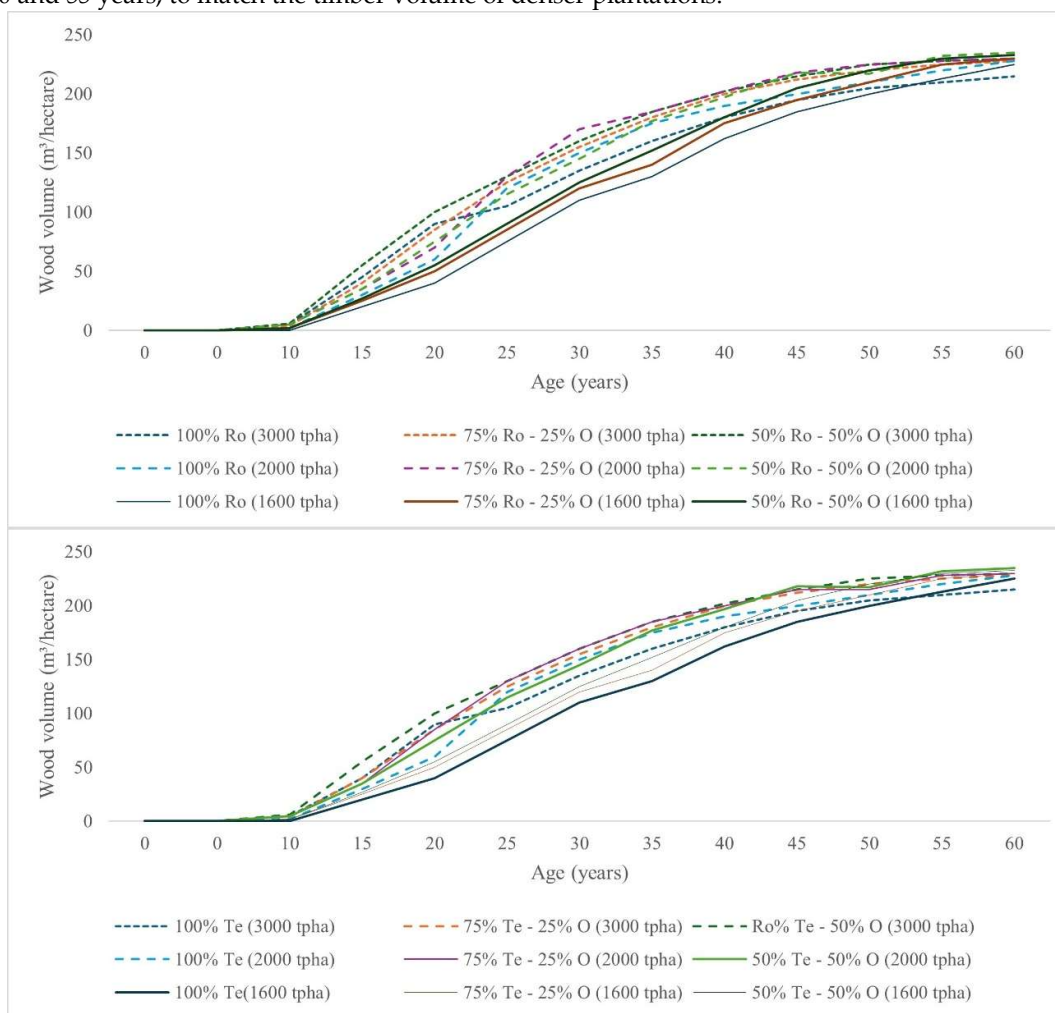 and 55 years, to match the timber volume of denser plantations.
250
200
150
100
50
0
Wood volume (m³/hectare)
0 0 10 15 20 25 30 35 40 45 50 55 60
Age (years)
100% Ro (3000 tpha) 75% Ro - 25% O (3000 tpha) 50% Ro - 50% O (3000 tpha)
100% Ro (2000 tpha) 75% Ro - 25% O (2000 tpha) 50% Ro - 50% O (2000 tpha)
100% Ro (1600 tpha) 75% Ro - 25% O (1600 tpha) 50% Ro - 50% O (1600 tpha)
250
200
150
100
50
0
Wood volume (m³/hectare)
0 0 10 15 20 25 30 35 40 45 50 55 60
Age (years)
100% Te (3000 tpha) 75% Te - 25% O (3000 tpha) Ro% Te - 50% O (3000 tpha)
100% Te (2000 tpha) 75% Te - 25% O (2000 tpha) 50% Te - 50% O (2000 tpha)
100% Te(1600 tpha) 75% Te - 25% O (1600 tpha) 50% Te - 50% O (1600 tpha)